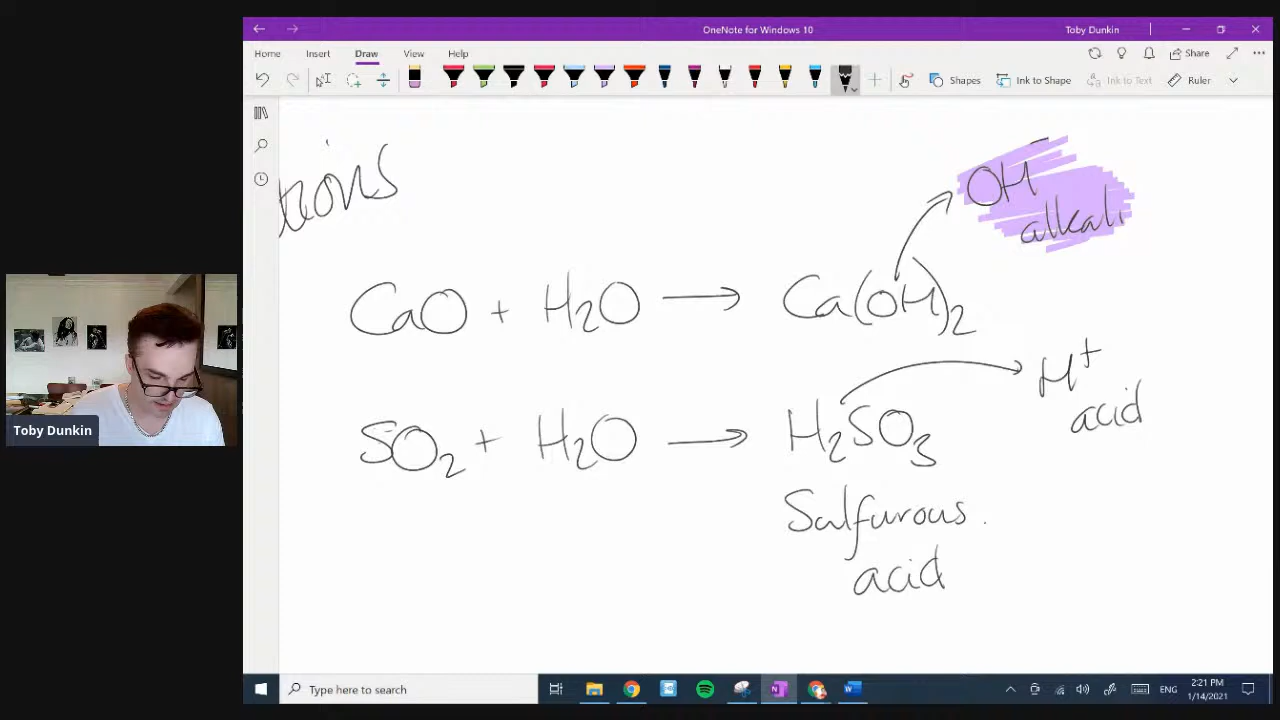 OneNote for Windows 10
Toby Dunkin
Home Insert Draw View Help
Share
Shapes Ink to Shape Ink to Text Ruler
tions
OH⁻
alkali
CaO + H₂O → Ca(OH)₂
H⁺
acid
SO₂ + H₂O → H₂SO₃
Sulfurous
acid
Toby Dunkin
Type here to search
ENG
2:21 PM
1/14/2021